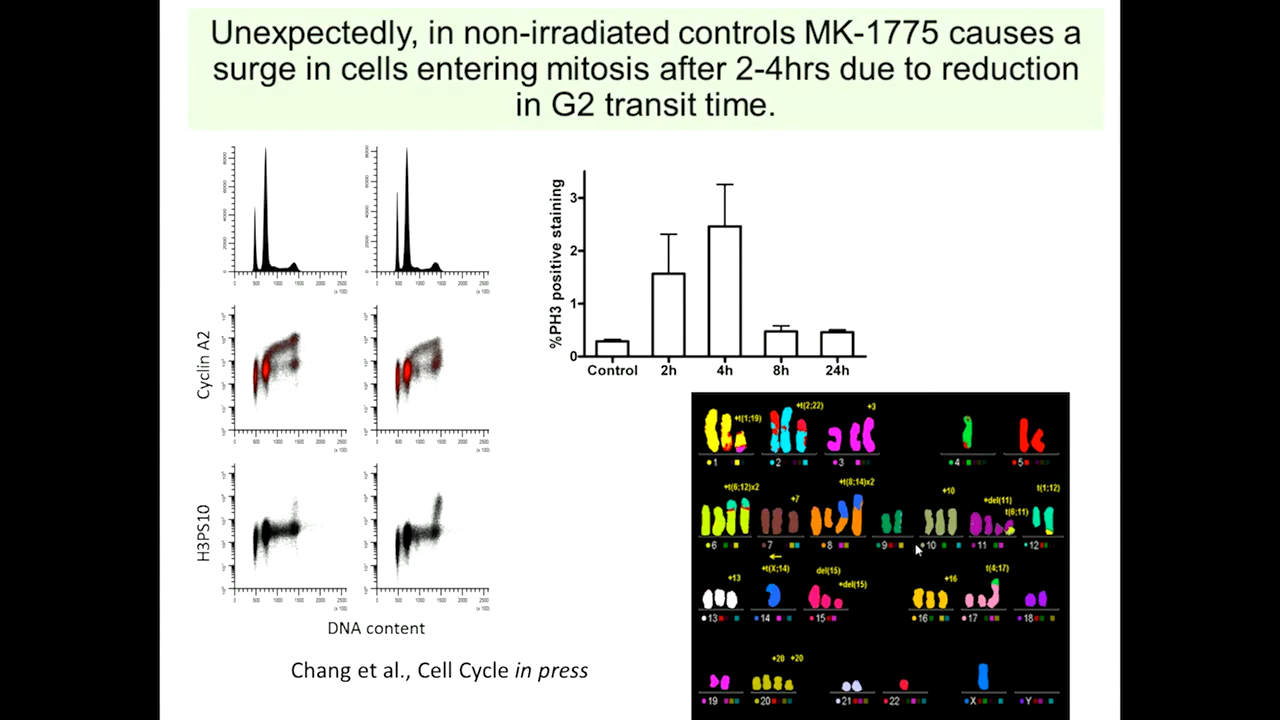 Unexpectedly, in non-irradiated controls MK-1775 causes a
surge in cells entering mitosis after 2-4hrs due to reduction
in G2 transit time.
Cyclin A2
H3PS10
DNA content
Chang et al., Cell Cycle in press
%PH3 positive staining
3
2
1
0
Control 2h 4h 8h 24h
+t(1;19) +t(2;22) +3
1 2 3 4 5
+t(6;12)x2 +7 +t(8;14)x2 +10 +del(11) t(6;11) t(1;12)
6 7 8 9 10 11 12
+13 +t(X;14) del(15) +del(15) +16 t(4;17)
13 14 15 16 17 18
+20 +20
19 20 21 22 X Y